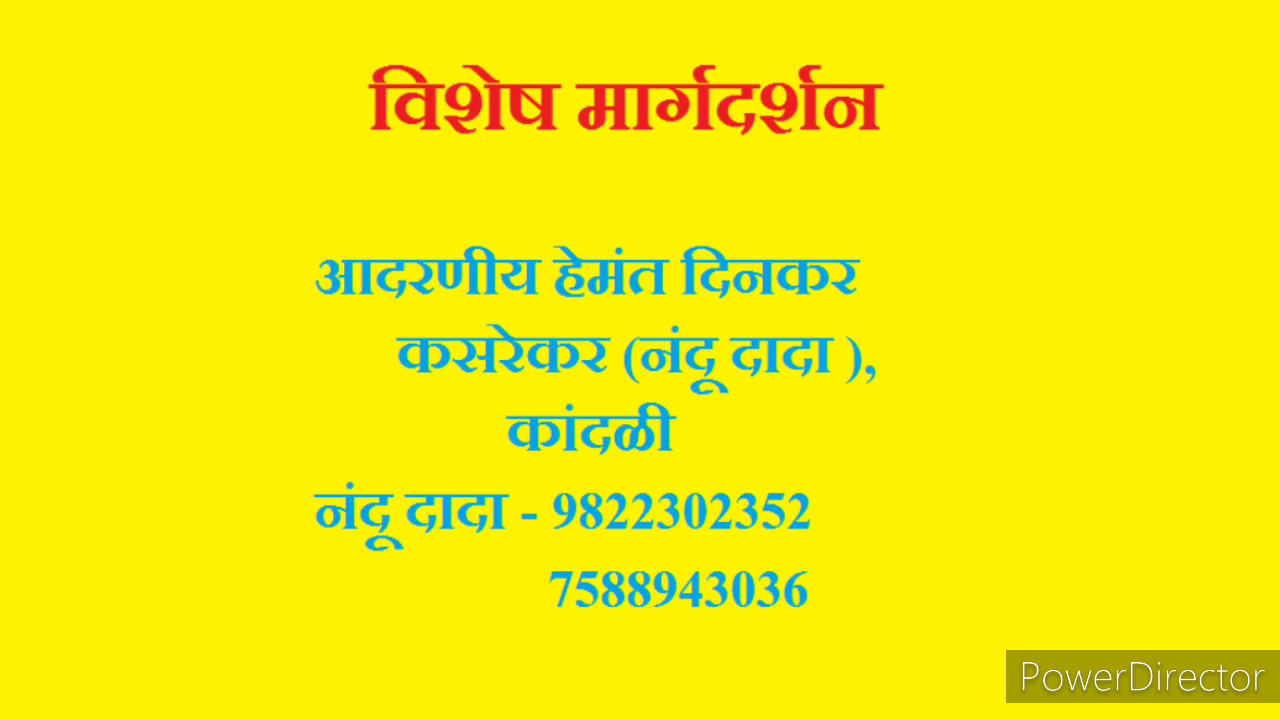 विशेष मार्गदर्शन
आदरणीय हेमंत दिनकर
कसरेकर (नंदू दादा ),
कांदळी
नंदू दादा - 9822302352
7588943036
PowerDirector